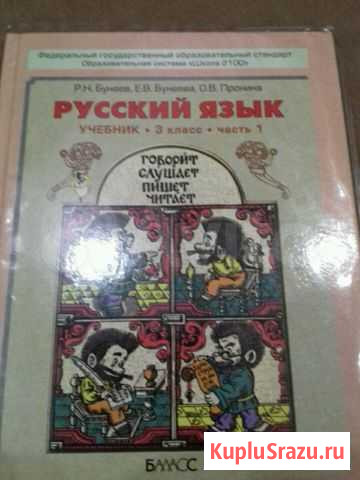 Федеральный государственный образовательный стандарт
Образовательная система «Школа 2100»
Р.Н. Бунеев, Е.В. Бунеева, О.В. Пронина
РУССКИЙ ЯЗЫК
УЧЕБНИК • 3 класс • часть 1
ГОВОРИТ
СЛУШАЕТ
ПИШЕТ
ЧИТАЕТ
БАЛАСС
KupluSrazu.ru